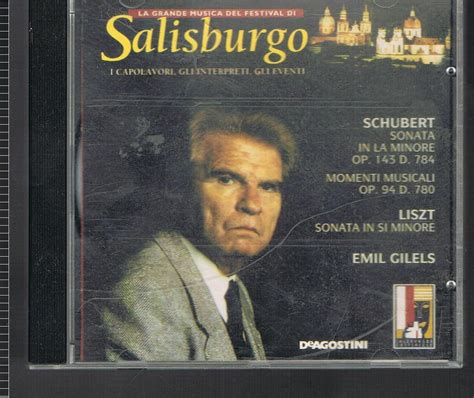 LA GRANDE MUSICA DEL FESTIVAL DI
Salisburgo
I CAPOLAVORI, GLI INTERPRETI, GLI EVENTI
SCHUBERT
SONATA
IN LA MINORE
OP. 143 D. 784
MOMENTI MUSICALI
OP. 94 D. 780
LISZT
SONATA IN SI MINORE
EMIL GILELS
DEAGOSTINI